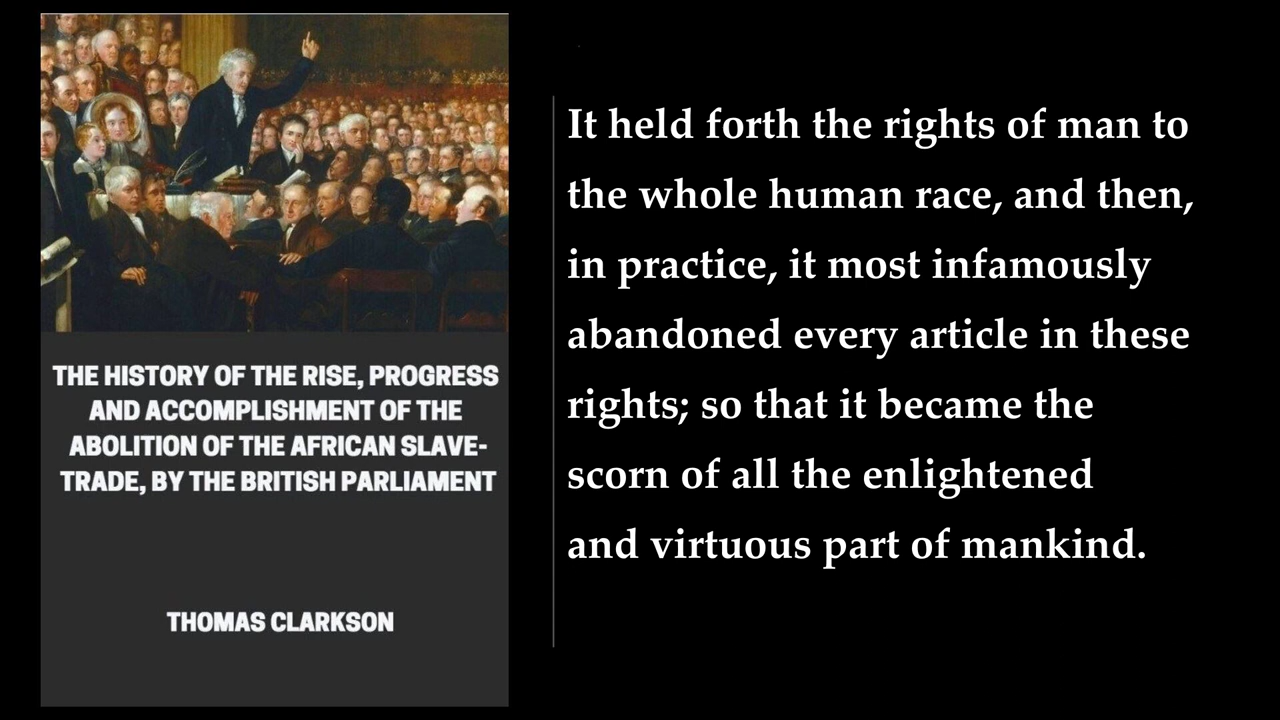 THE HISTORY OF THE RISE, PROGRESS
AND ACCOMPLISHMENT OF THE
ABOLITION OF THE AFRICAN SLAVE-
TRADE, BY THE BRITISH PARLIAMENT
THOMAS CLARKSON
It held forth the rights of man to
the whole human race, and then,
in practice, it most infamously
abandoned every article in these
rights; so that it became the
scorn of all the enlightened
and virtuous part of mankind.